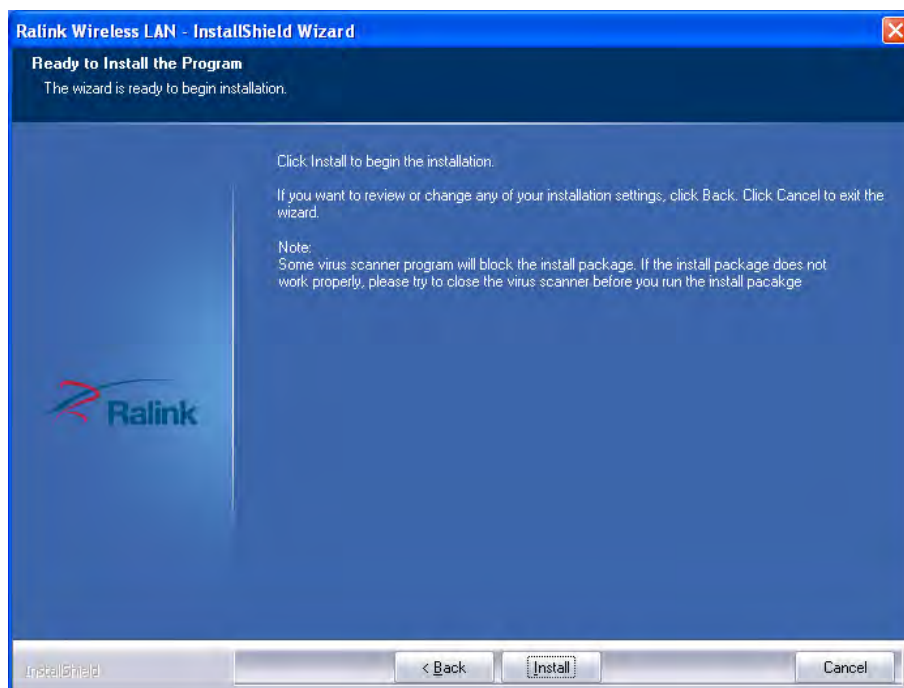 Ralink Wireless LAN - InstallShield Wizard
Ready to Install the Program
The wizard is ready to begin installation.
Click Install to begin the installation.
If you want to review or change any of your installation settings, click Back. Click Cancel to exit the
wizard.
Note:
Some virus scanner program will block the install package. If the install package does not
work properly, please try to close the virus scanner before you run the install pacakge
Ralink
InstallShield
< Back
Install
Cancel